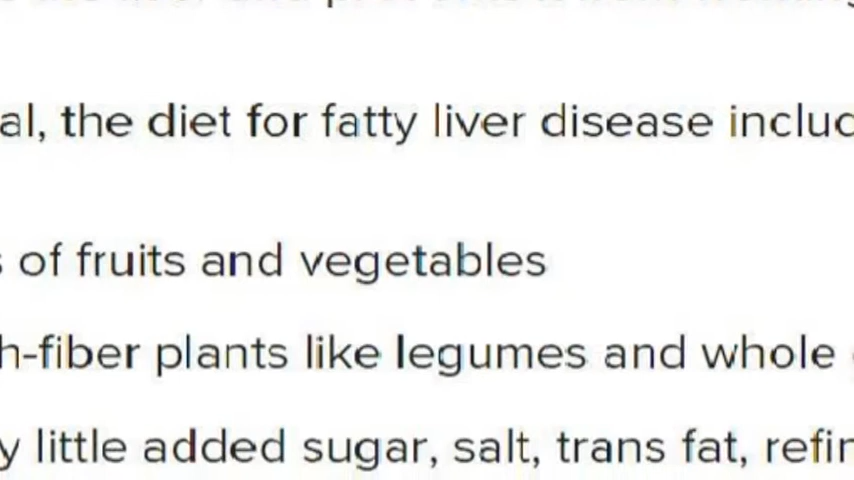 al, the diet for fatty liver disease includ
s of fruits and vegetables
h-fiber plants like legumes and whole
y little added sugar, salt, trans fat, refin